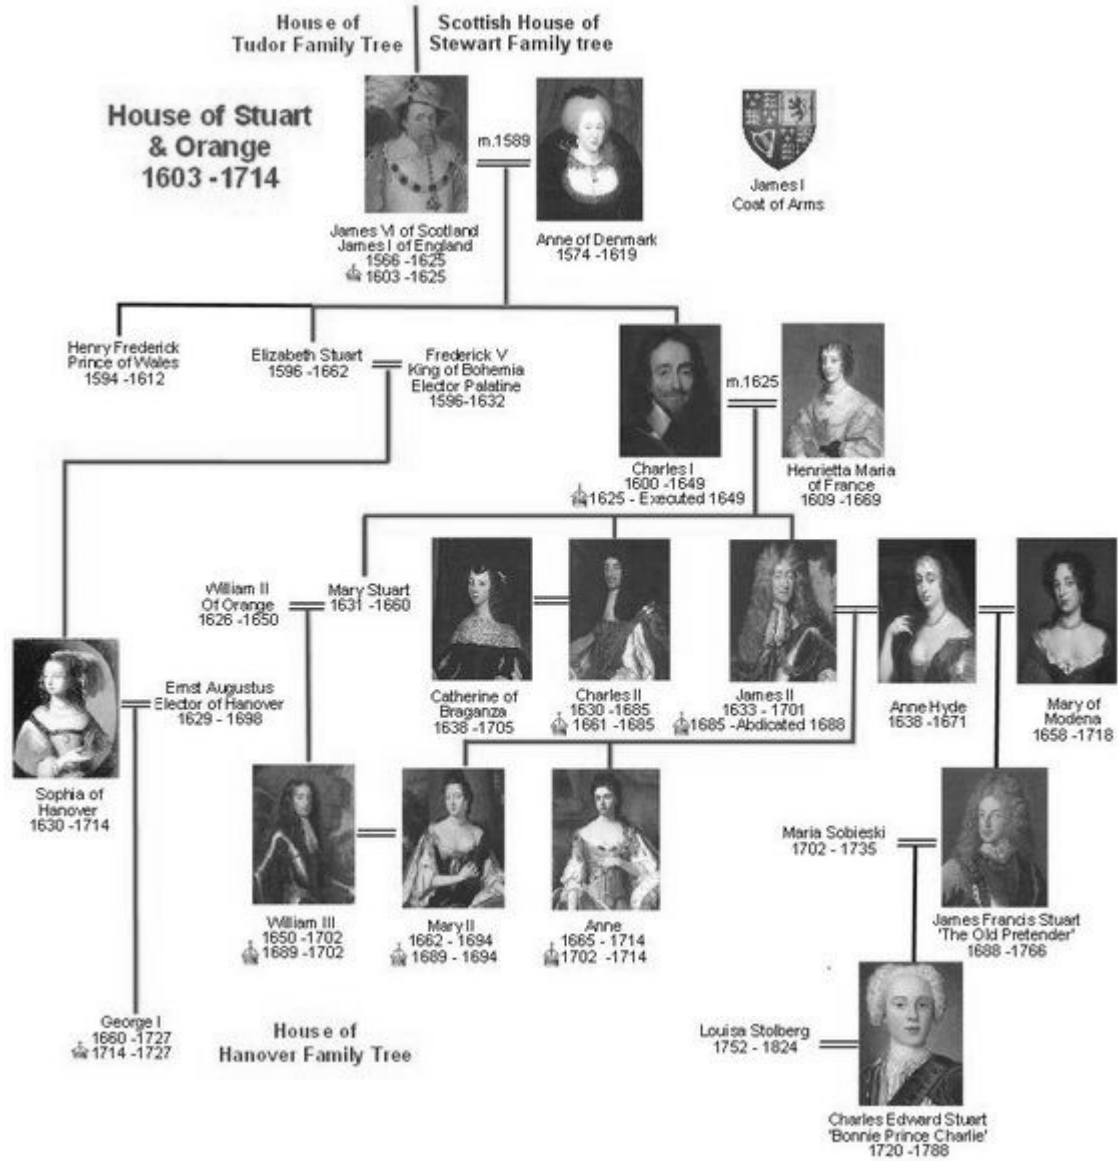 House of
Tudor Family Tree
Scottish House of
Stewart Family tree
House of Stuart
& Orange
1603 -1714
m.1589
James I
Coat of Arms
James VI of Scotland
James I of England
1566 -1625
1603 -1625
Anne of Denmark
1574 -1619
Henry Frederick
Prince of Wales
1594 -1612
Elizabeth Stuart
1596 -1662
Frederick V
King of Bohemia
Elector Palatine
1596-1632
m.1625
Charles I
1600 -1649
1625 - Executed 1649
Henrietta Maria
of France
1609 -1669
William II
Of Orange
1626 -1650
Mary Stuart
1631 -1660
Catherine of
Braganza
1638 -1705
Charles II
1630 -1685
1661 -1685
James II
1633 - 1701
1685 -Abdicated 1688
Anne Hyde
1638 -1671
Mary of
Modena
1658 -1718
Ernst Augustus
Elector of Hanover
1629 - 1698
Sophia of
Hanover
1630 -1714
William III
1650 -1702
1689 -1702
Mary II
1662 - 1694
1689 - 1694
Anne
1665 - 1714
1702 -1714
Maria Sobieski
1702 - 1735
James Francis Stuart
'The Old Pretender'
1688 -1766
George I
1660 -1727
1714 -1727
House of
Hanover Family Tree
Louisa Stolberg
1752 - 1824
Charles Edward Stuart
'Bonnie Prince Charlie'
1720 -1788